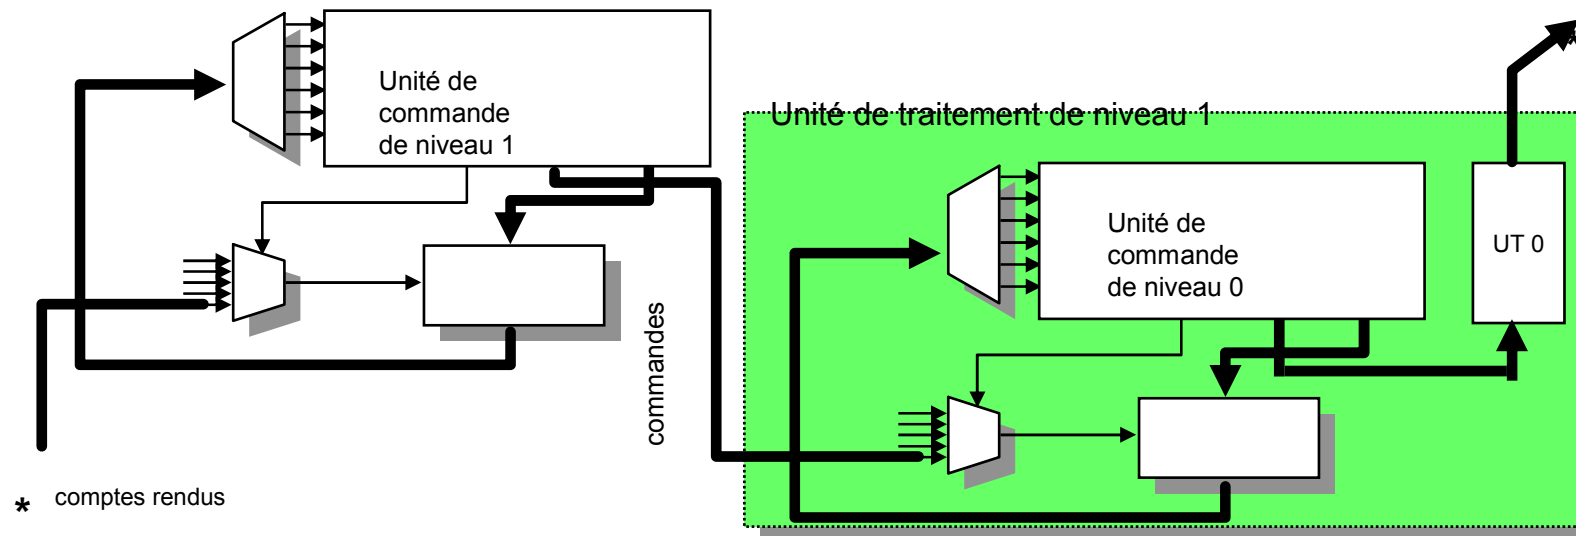 Unité de
commande
de niveau 1
Unité de traitement de niveau 1
Unité de
commande
de niveau 0
UT 0
commandes
* comptes rendus
*